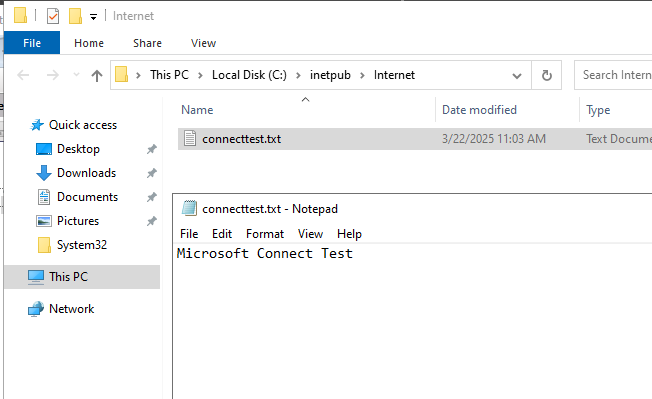 Internet
File Home Share View
This PC Local Disk (C:) inetpub Internet
Search Intern
Name Date modified Type
connecttest.txt 3/22/2025 11:03 AM Text Docume
Quick access
Desktop
Downloads
Documents
Pictures
System32
This PC
Network
connecttest.txt - Notepad
File Edit Format View Help
Microsoft Connect Test